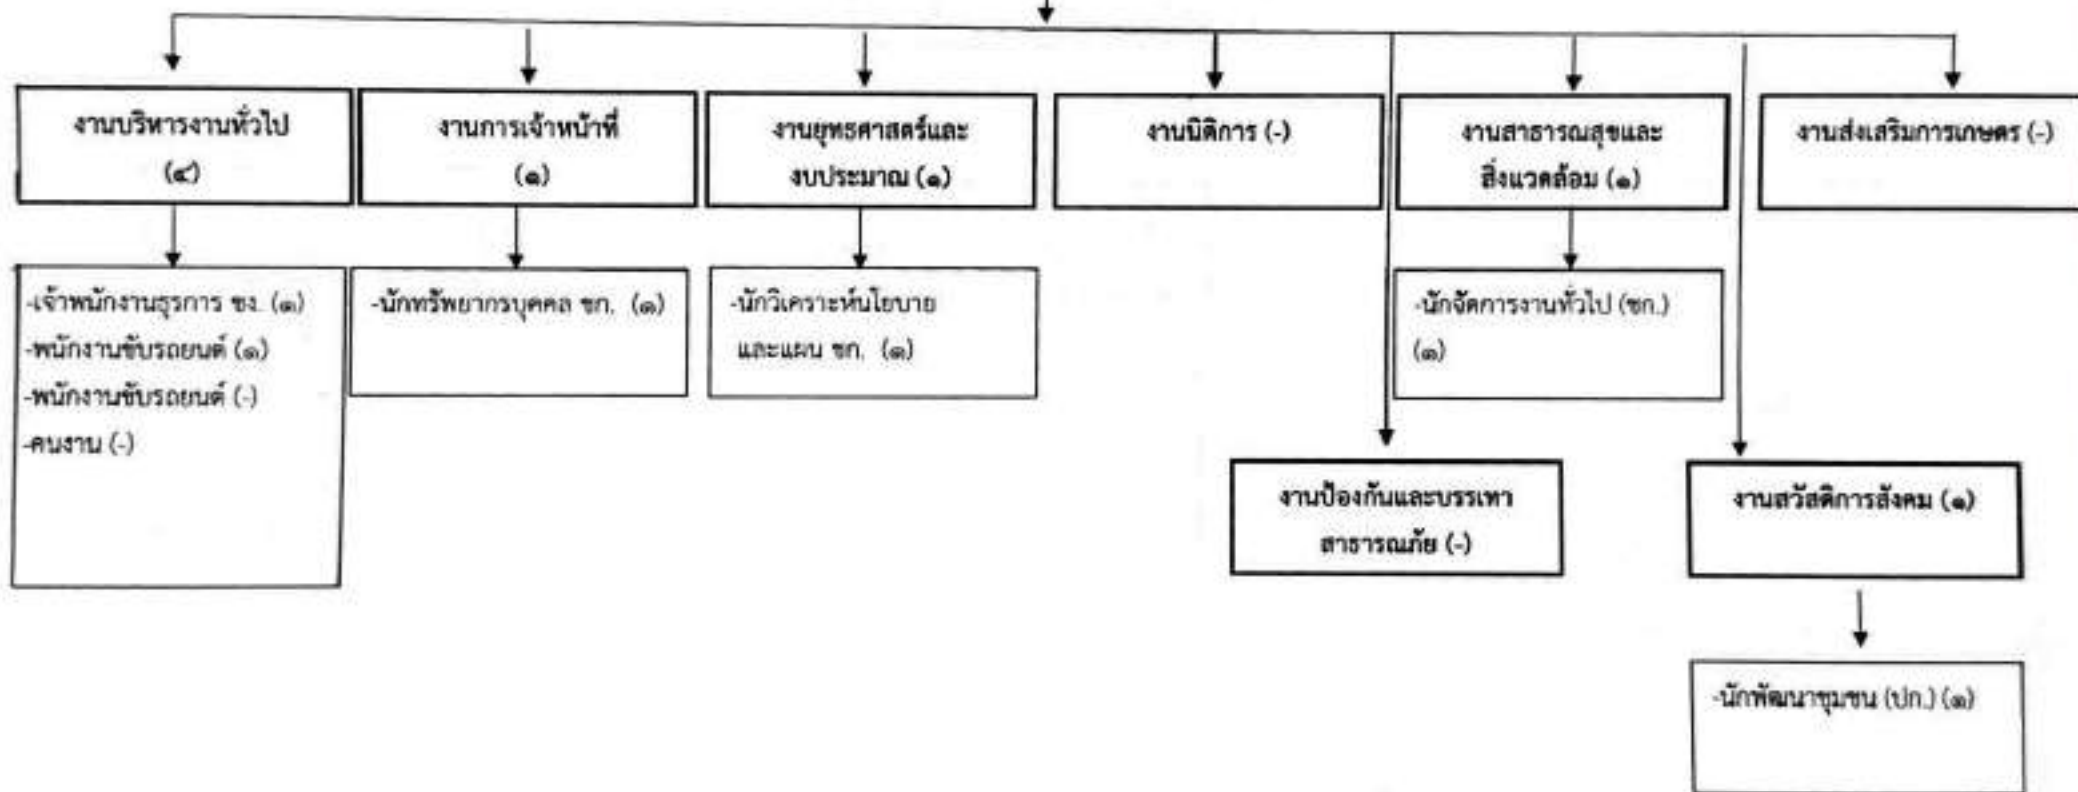 งานบริหารงานทั่วไป
(๔)
งานการเจ้าหน้าที่
(๑)
งานยุทธศาสตร์และ
งบประมาณ (๑)
งานนิติการ (-)
งานสาธารณสุขและ
สิ่งแวดล้อม (๑)
งานส่งเสริมการเกษตร (-)
-เจ้าพนักงานธุรการ ชง. (๑)
-พนักงานขับรถยนต์ (๑)
-พนักงานขับรถยนต์ (-)
-คนงาน (-)
-นักทรัพยากรบุคคล ชก. (๑)
-นักวิเคราะห์นโยบาย
และแผน ชก. (๑)
-นักจัดการงานทั่วไป (ชก.)
(๑)
งานป้องกันและบรรเทา
สาธารณภัย (-)
งานสวัสดิการสังคม (๑)
-นักพัฒนาชุมชน (ปก.) (๑)